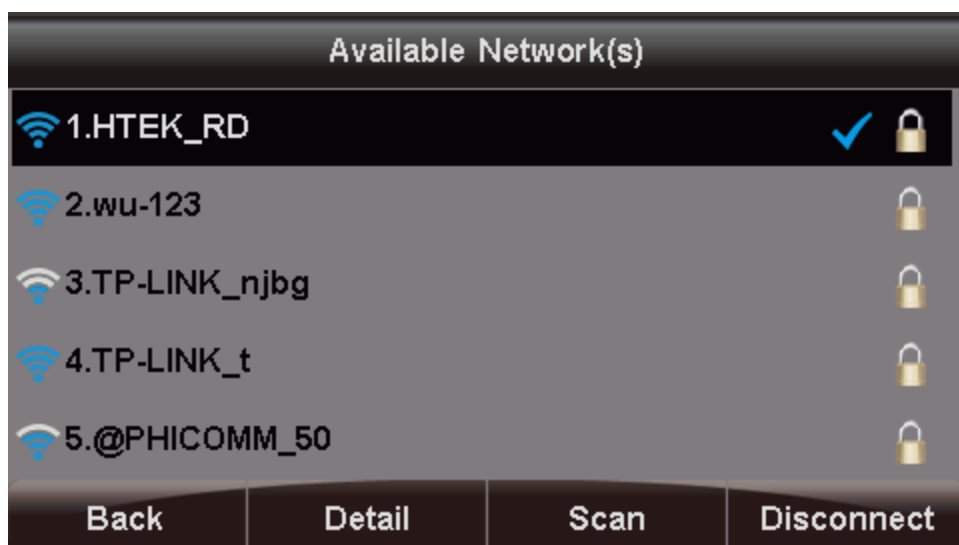 Available Network(s)
1.HTEK_RD
2.wu-123
3.TP-LINK_njbg
4.TP-LINK_t
5.@PHICOMM_50
Back Detail Scan Disconnect